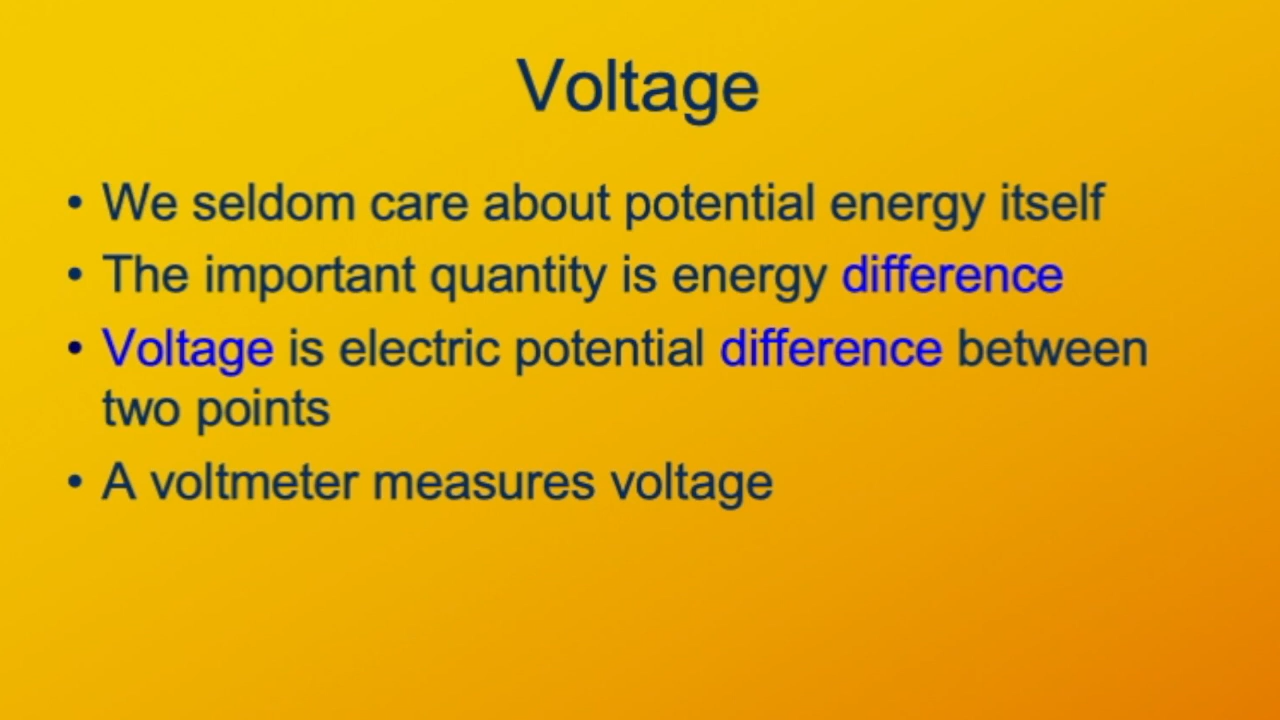 Voltage
• We seldom care about potential energy itself
• The important quantity is energy difference
• Voltage is electric potential difference between
two points
• A voltmeter measures voltage